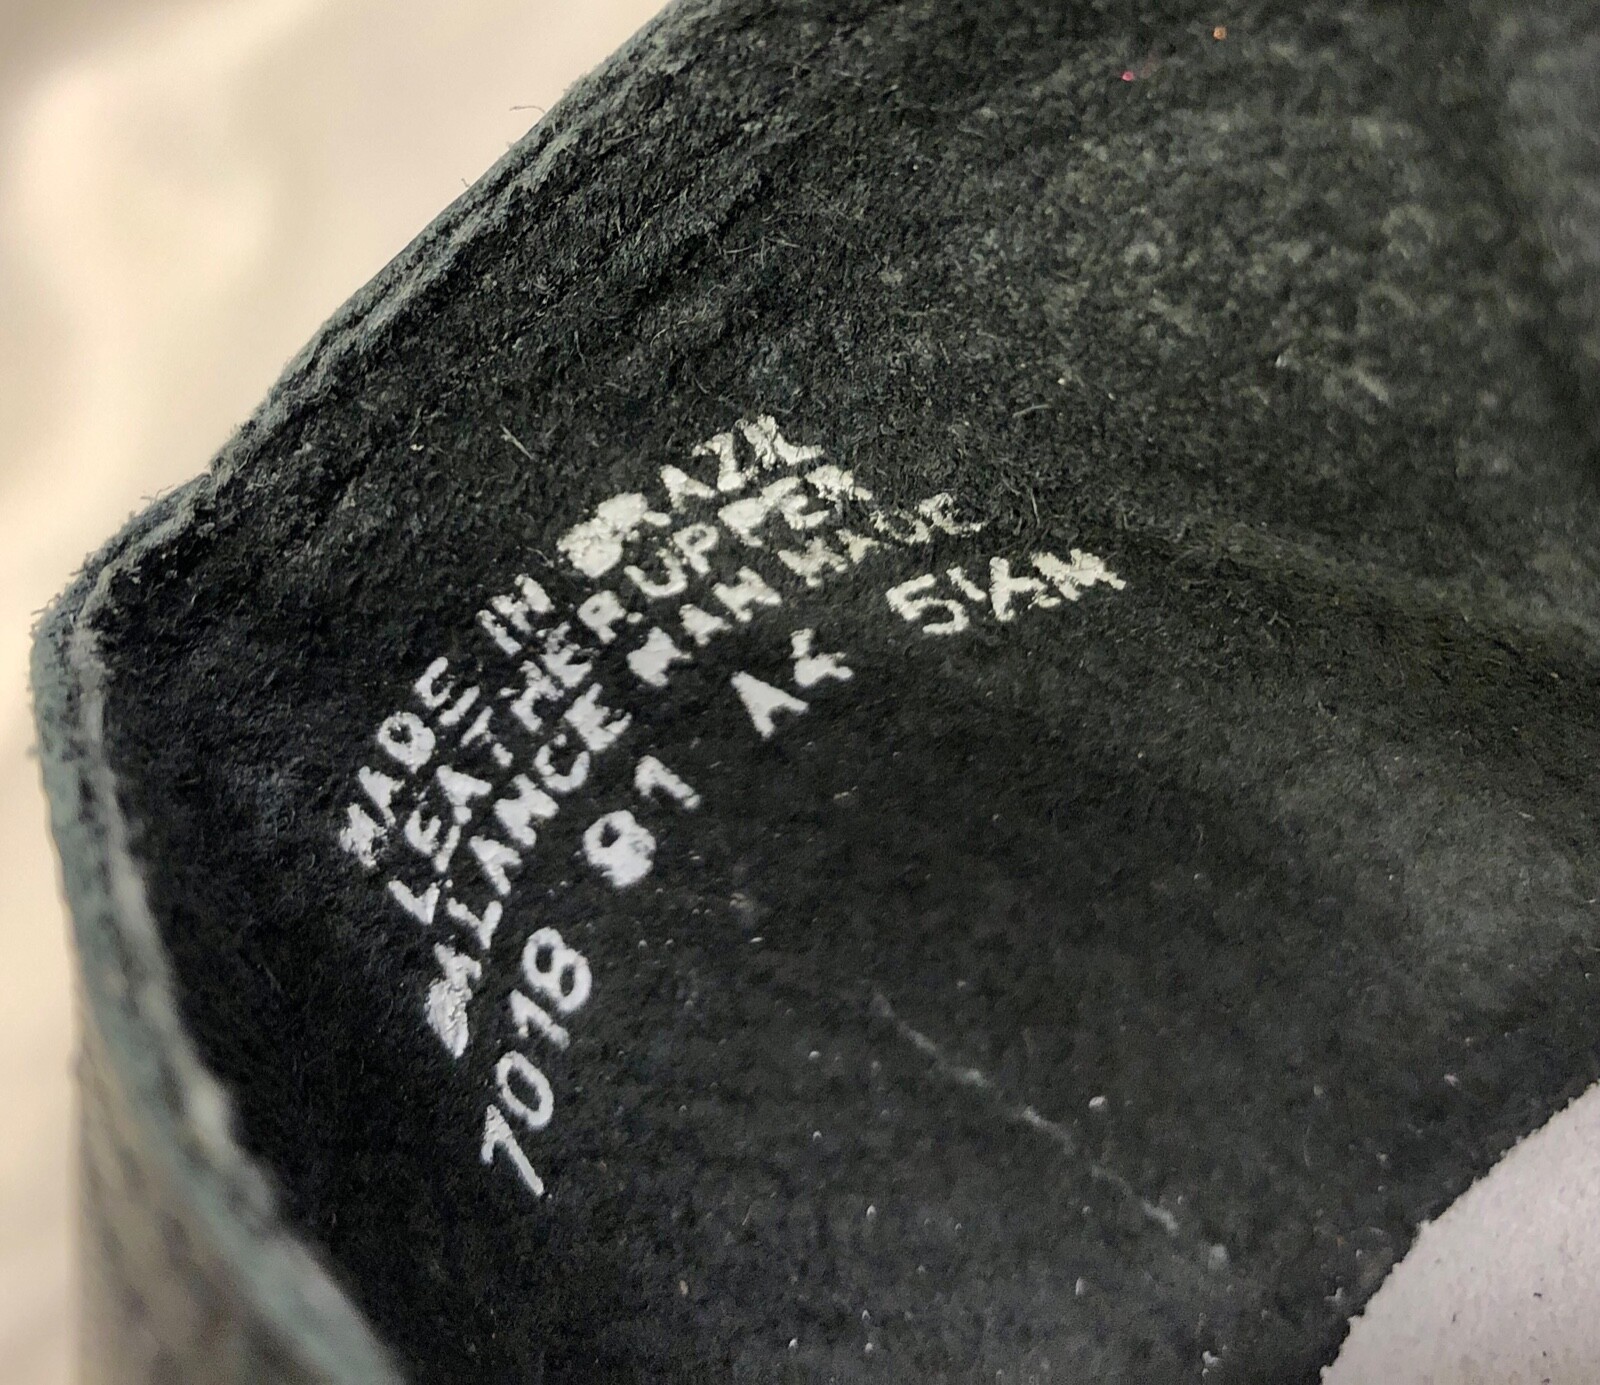 MADE IN BRAZIL
LEATHER UPPER
BALANCE MAN MADE
7018 91 A4 5½M